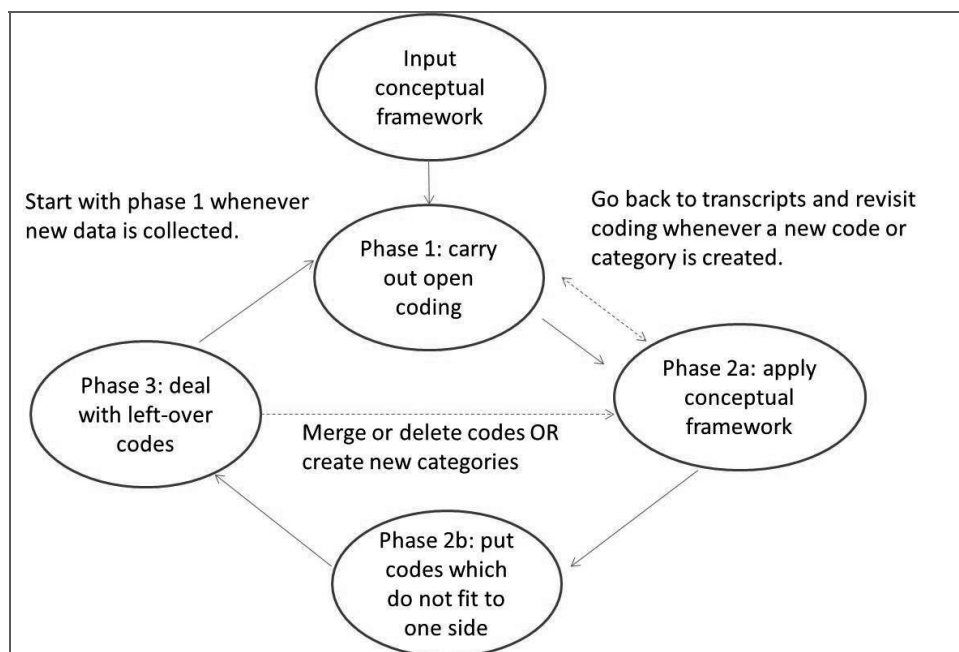 Input
conceptual
framework
Start with phase 1 whenever
new data is collected.
Go back to transcripts and revisit
coding whenever a new code or
category is created.
Phase 1: carry
out open
coding
Phase 3: deal
with left-over
codes
Phase 2a: apply
conceptual
framework
Merge or delete codes OR
create new categories
Phase 2b: put
codes which
do not fit to
one side